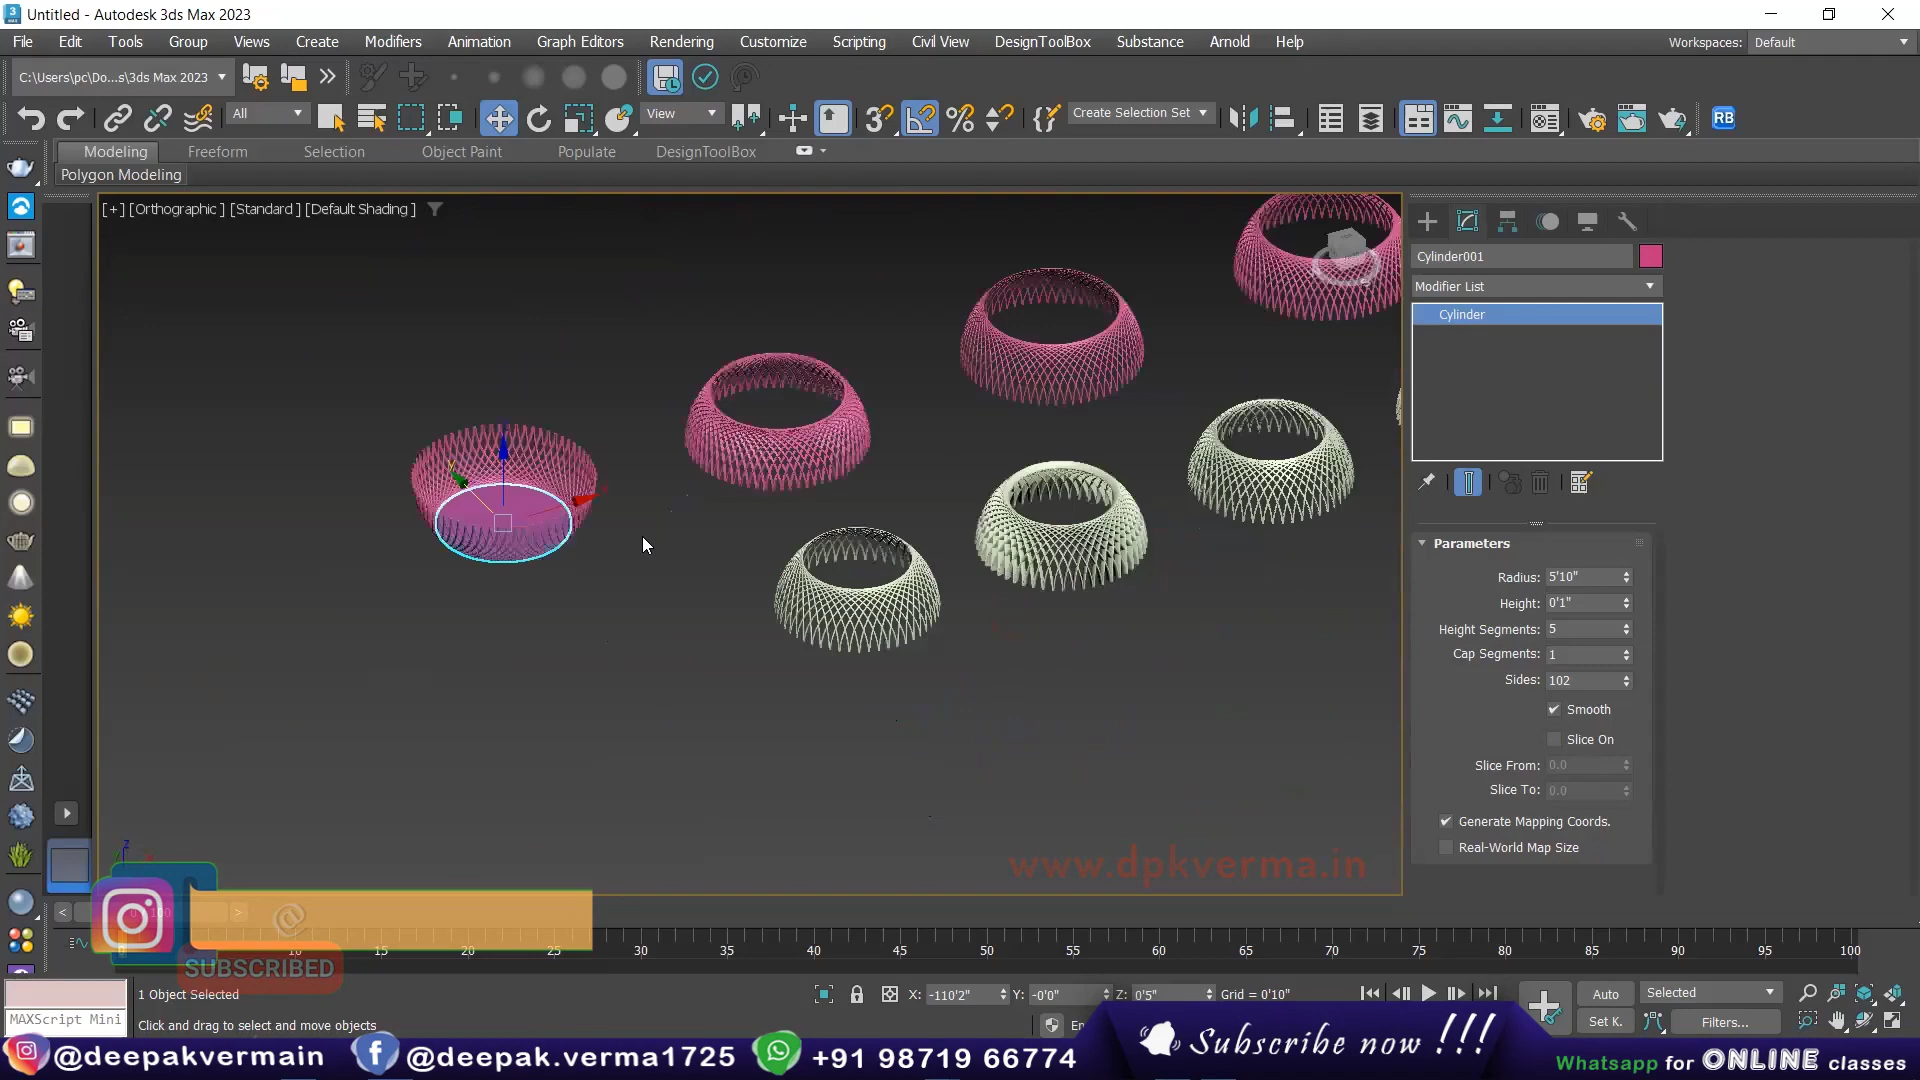 Untitled - Autodesk 3ds Max 2023
File Edit Tools Group Views Create Modifiers Animation Graph Editors Rendering Customize Scripting Civil View DesignToolBox Substance Arnold Help Workspaces: Default
C:\Users\pc\Do...s\3ds Max 2023
All View Create Selection Set RB
Modeling Freeform Selection Object Paint Populate DesignToolBox
Polygon Modeling
[+] [Orthographic ] [Standard ] [Default Shading ]
Cylinder001
Modifier List
Cylinder
Parameters
Radius: 5'10"
Height: 0'1"
Height Segments: 5
Cap Segments: 1
Sides: 102
Smooth
Slice On
Slice From: 0.0
Slice To: 0.0
Generate Mapping Coords.
Real-World Map Size
www.dpkverma.in
@
SUBSCRIBED
15 20 25 30 35 40 45 50 55 60 65 70 75 80 85 90 95 100
1 Object Selected X: -110'2" Y: -0'0" Z: 0'5" Grid = 0'10" Auto Selected
MAXScript Mini Click and drag to select and move objects Set K. Filters...
@deepakvermain @deepak.verma1725 +91 98719 66774 Subscribe now !!! Whatsapp for ONLINE classes